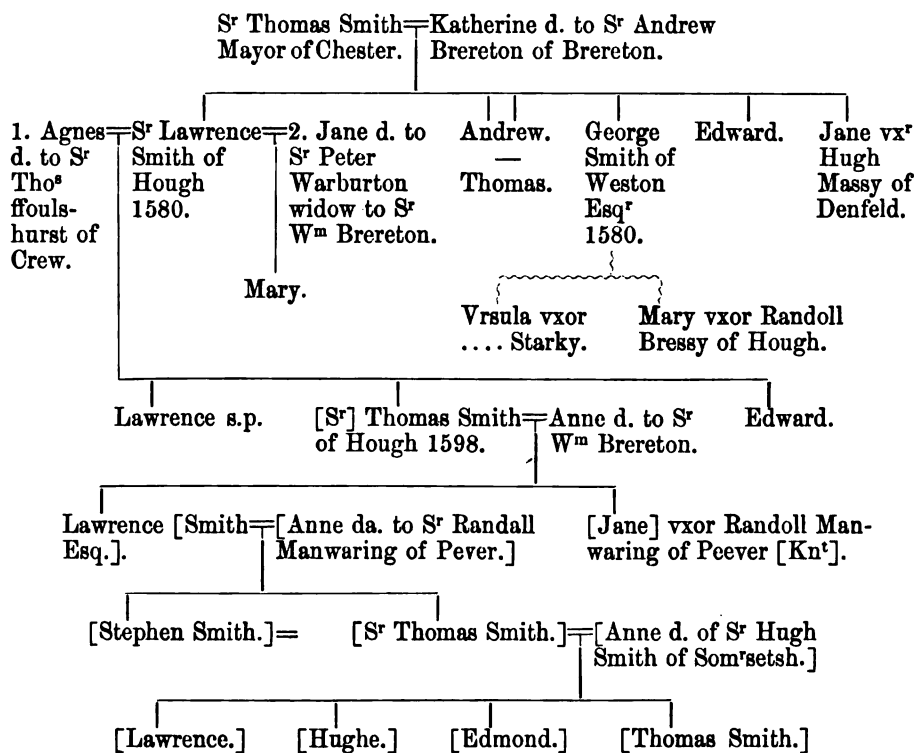 Sʳ Thomas Smith═Katherine d. to Sʳ Andrew
Mayor of Chester. Brereton of Brereton.
1. Agnes═Sʳ Lawrence═2. Jane d. to
d. to Sʳ Smith of Sʳ Peter
Thoˢ Hough Warburton
ffouls- 1580. widow to Sʳ
hurst of Wᵐ Brereton.
Crew.
Andrew.
—
Thomas.
George
Smith of
Weston
Esqʳ
1580.
Edward.
Jane vxʳ
Hugh
Massy of
Denfeld.
Mary.
Vrsula vxor
.... Starky.
Mary vxor Randoll
Bressy of Hough.
Lawrence s.p.
[Sʳ] Thomas Smith═Anne d. to Sʳ
of Hough 1598. Wᵐ Brereton.
Edward.
Lawrence [Smith═[Anne da. to Sʳ Randall
Esq.]. Manwaring of Pever.]
[Jane] vxor Randoll Man-
waring of Peever [Knᵗ].
[Stephen Smith.]=
[Sʳ Thomas Smith.]═[Anne d. of Sʳ Hugh
Smith of Somʳsetsh.]
[Lawrence.] [Hughe.] [Edmond.] [Thomas Smith.]